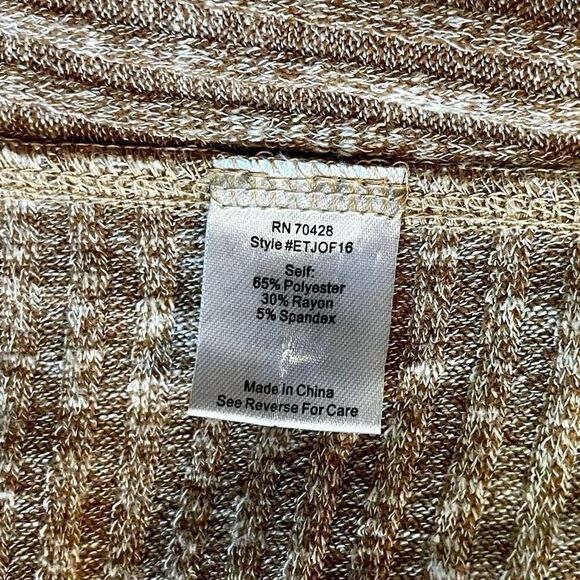 RN 70428
Style #ETJOF16
Self:
65% Polyester
30% Rayon
5% Spandex
Made in China
See Reverse For Care